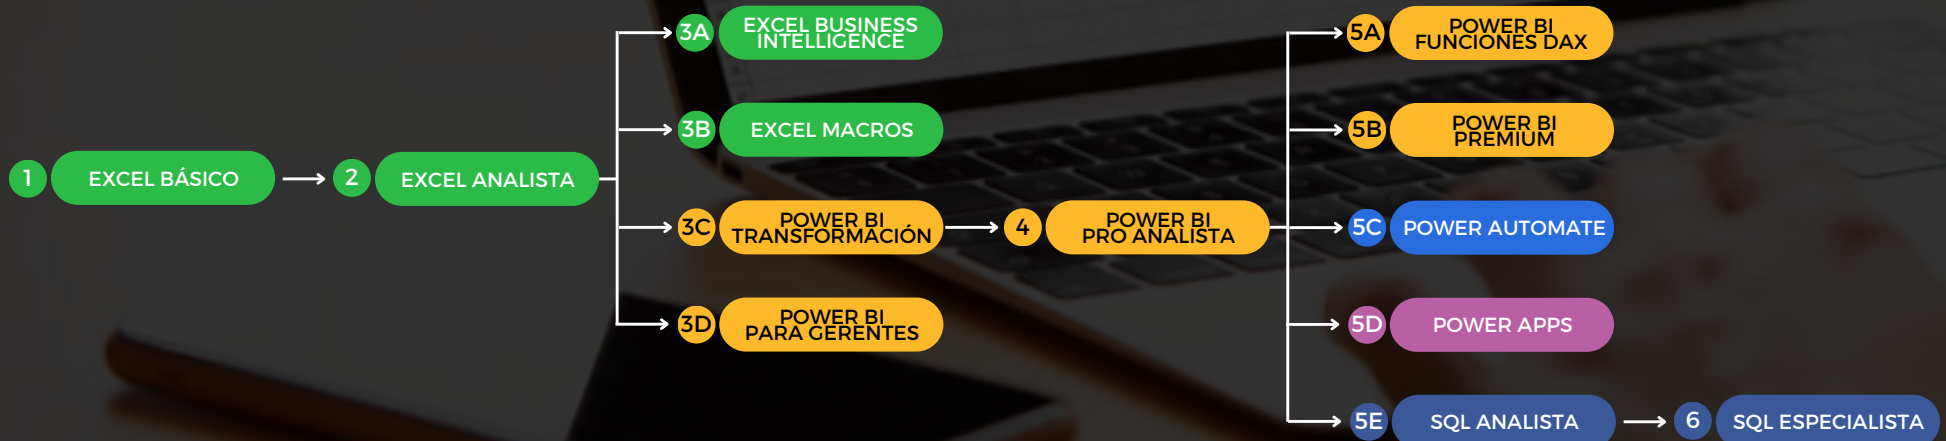 1
EXCEL BÁSICO
2
EXCEL ANALISTA
3A
EXCEL BUSINESS
INTELLIGENCE
3B
EXCEL MACROS
3C
POWER BI
TRANSFORMACIÓN
3D
POWER BI
PARA GERENTES
4
POWER BI
PRO ANALISTA
5A
POWER BI
FUNCIONES DAX
5B
POWER BI
PREMIUM
5C
POWER AUTOMATE
5D
POWER APPS
5E
SQL ANALISTA
6
SQL ESPECIALISTA